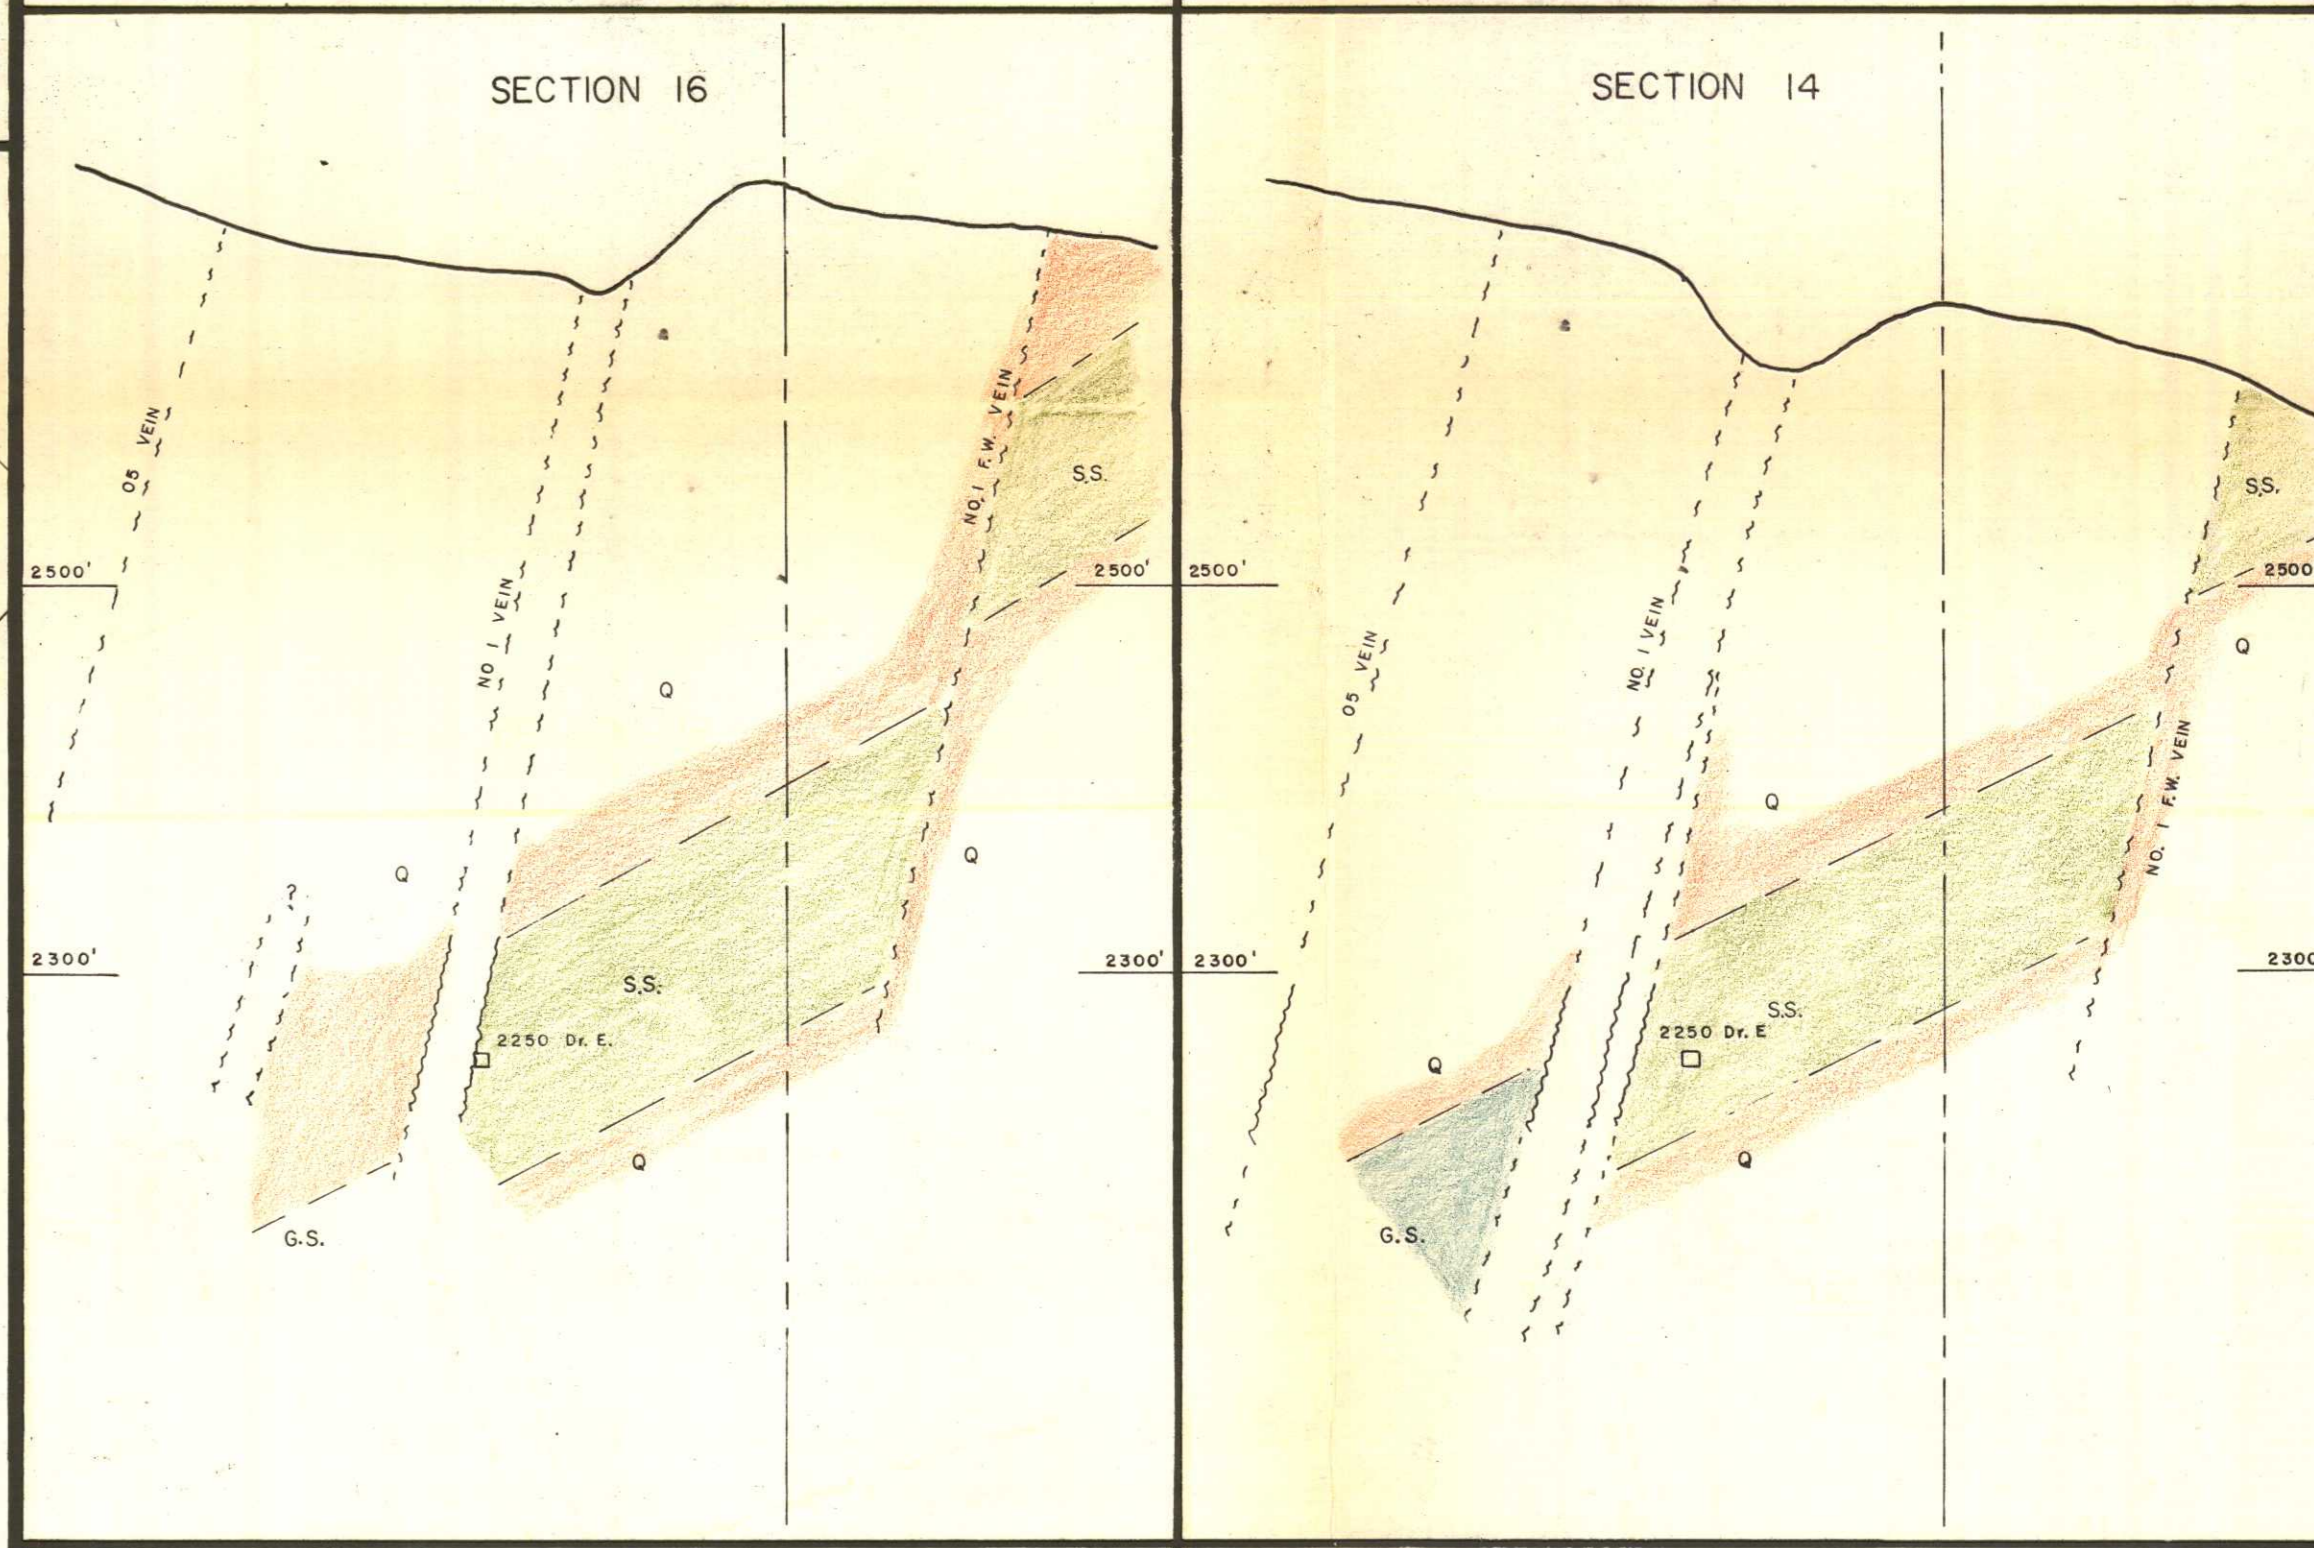 SECTION 16
05 VEIN
NO 1 VEIN
NO. 1 F.W. VEIN
S.S.
2500'
2500'
Q
Q
Q
?
2300'
2300'
S.S.
2250 Dr. E.
Q
G.S.
SECTION 14
05 VEIN
NO. 1 VEIN
S.S.
2500'
2500
Q
Q
NO. 1 F.W. VEIN
2300'
2300
S.S.
2250 Dr. E
Q
Q
G.S.